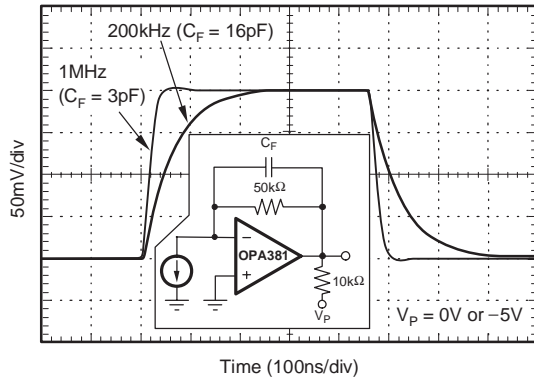 200kHz (C_F = 16pF)
1MHz
(C_F = 3pF)
50mV/div
C_F
50kΩ
OPA381
−
+
10kΩ
V_P
V_P = 0V or −5V
Time (100ns/div)